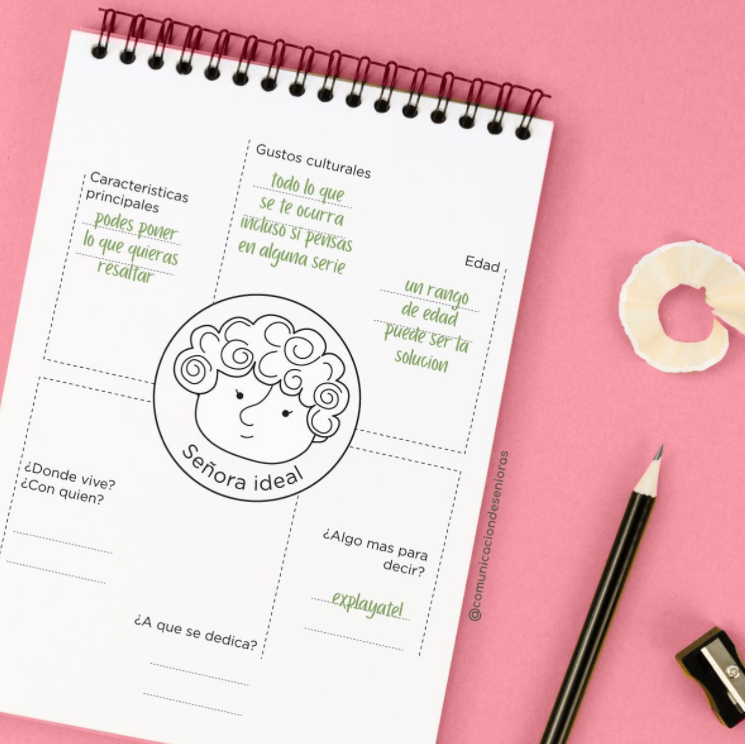 Gustos culturales
todo lo que
se te ocurra
incluso si pensas
en alguna serie
Caracteristicas
principales
podes poner
lo que quieras
resaltar
Edad
un rango
de edad
puede ser la
solucion
Señora ideal
¿Donde vive?
¿Con quien?
¿Algo mas para
decir?
explayate!
¿A que se dedica?
@comunicaciondesenioras